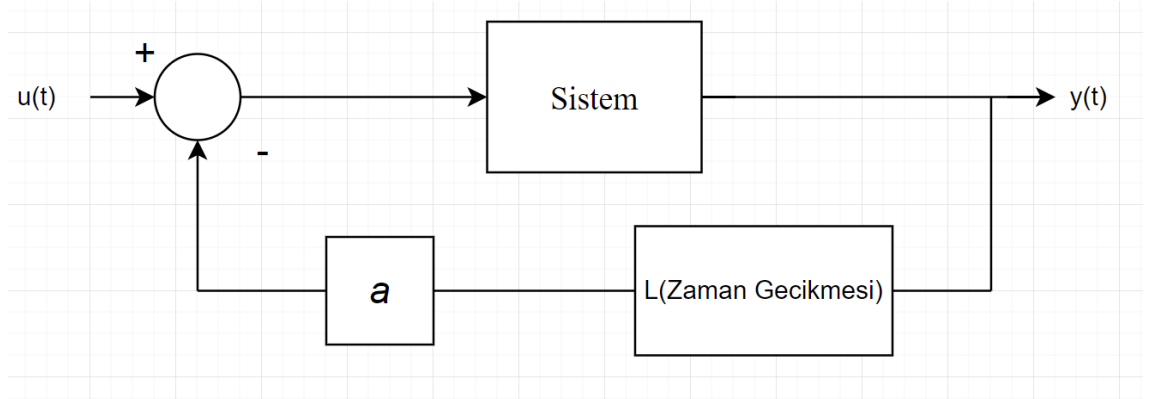 +
u(t)
Sistem
y(t)
-
a
L(Zaman Gecikmesi)